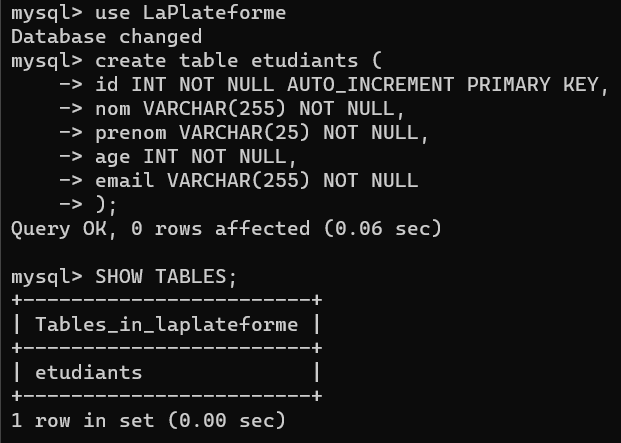 mysql> use LaPlateforme
Database changed
mysql> create table etudiants (
    -> id INT NOT NULL AUTO_INCREMENT PRIMARY KEY,
    -> nom VARCHAR(255) NOT NULL,
    -> prenom VARCHAR(25) NOT NULL,
    -> age INT NOT NULL,
    -> email VARCHAR(255) NOT NULL
    -> );
Query OK, 0 rows affected (0.06 sec)

mysql> SHOW TABLES;
+------------------------+
| Tables_in_laplateforme |
+------------------------+
| etudiants              |
+------------------------+
1 row in set (0.00 sec)